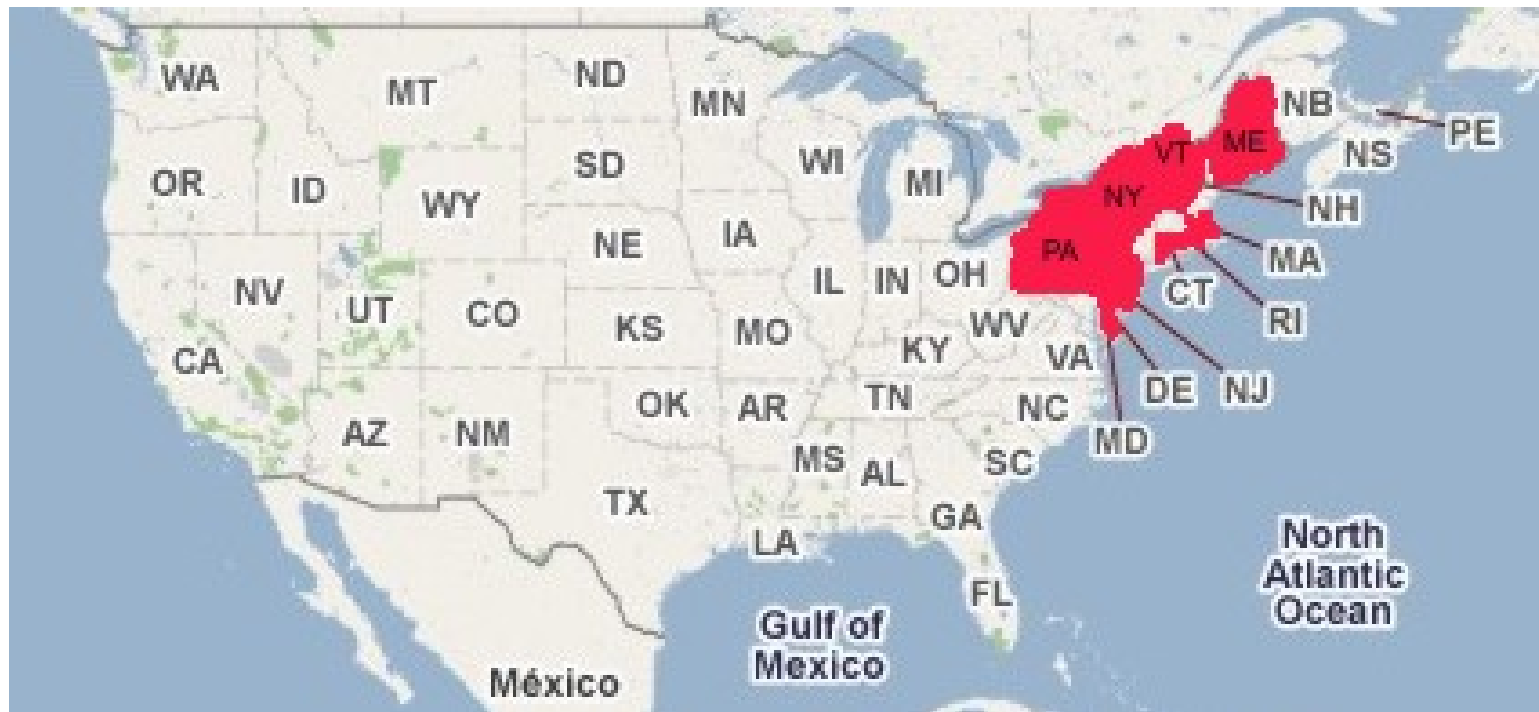 WA
MT
ND
MN
NB
PE
OR
ID
WY
SD
WI
MI
VT
ME
NS
NY
NH
NE
IA
PA
MA
NV
UT
CO
IL
IN
OH
CT
RI
CA
KS
MO
KY
WV
VA
DE
NJ
AZ
NM
OK
AR
TN
NC
MD
TX
MS
AL
SC
LA
GA
FL
North
Atlantic
Ocean
Gulf of
Mexico
México